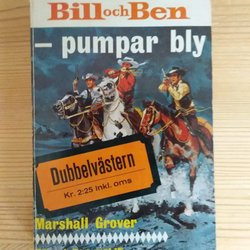 Bill och Ben
– pumpar bly
Dubbelvästern
Kr. 2:25 inkl. oms
Marshall Grover